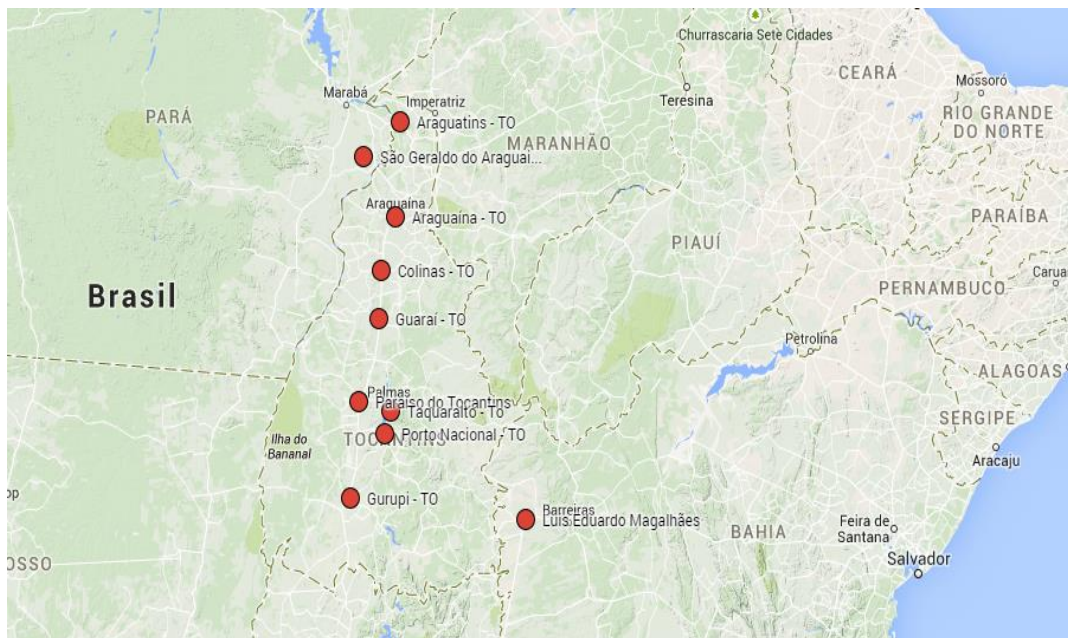 Churrascaria Sete Cidades
CEARÁ
Mossoró
Marabá
Imperatriz
Teresina
PARÁ
Araguatins - TO
MARANHÃO
RIO GRANDE
DO NORTE
São Geraldo do Araguai...
Araguaína
Araguaína - TO
PARAÍBA
PIAUÍ
Colinas - TO
Carua
Brasil
PERNAMBUCO
Guaraí - TO
Petrolina
ALAGOAS
Palmas
Paraíso do Tocantins
Taquaralto - TO
SERGIPE
Ilha do
Bananal
TOCANTINS
Porto Nacional - TO
Aracaju
op
Gurupi - TO
Barreiras
Luis Eduardo Magalhães
BAHIA
Feira de
Santana
Salvador
OSSO